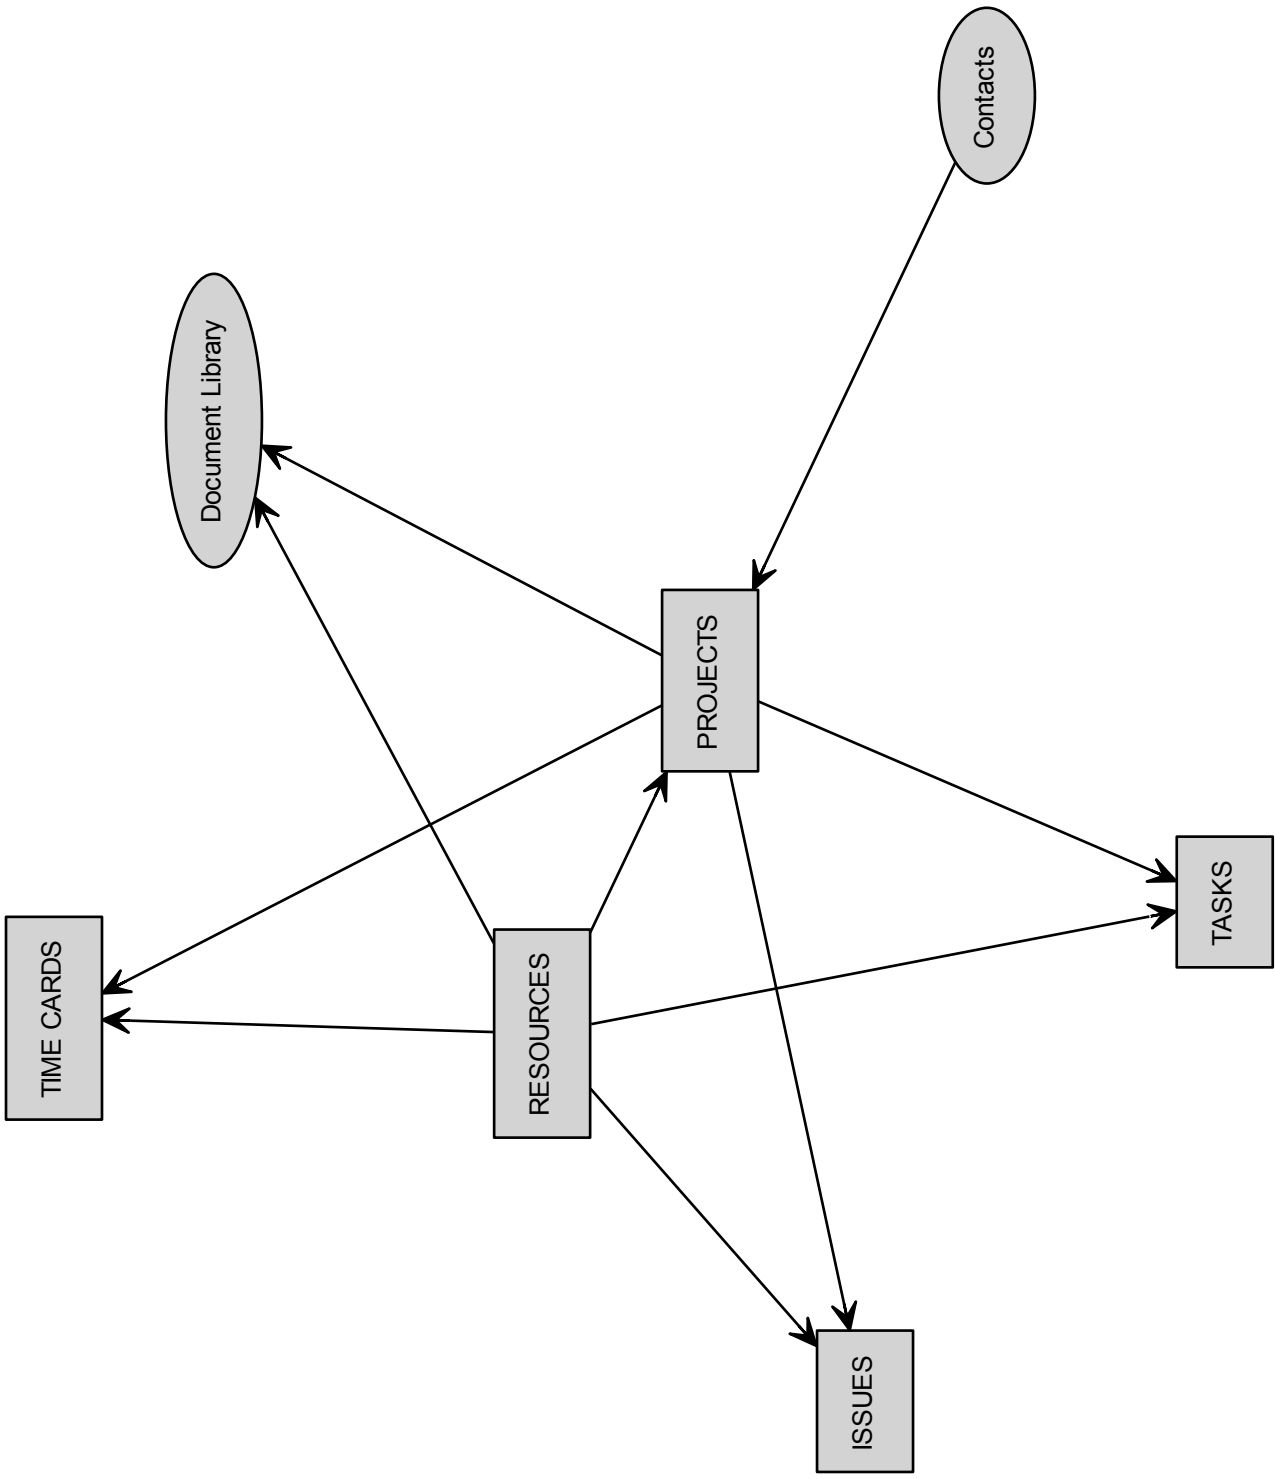 TIME CARDS
Document Library
RESOURCES
PROJECTS
ISSUES
Contacts
TASKS